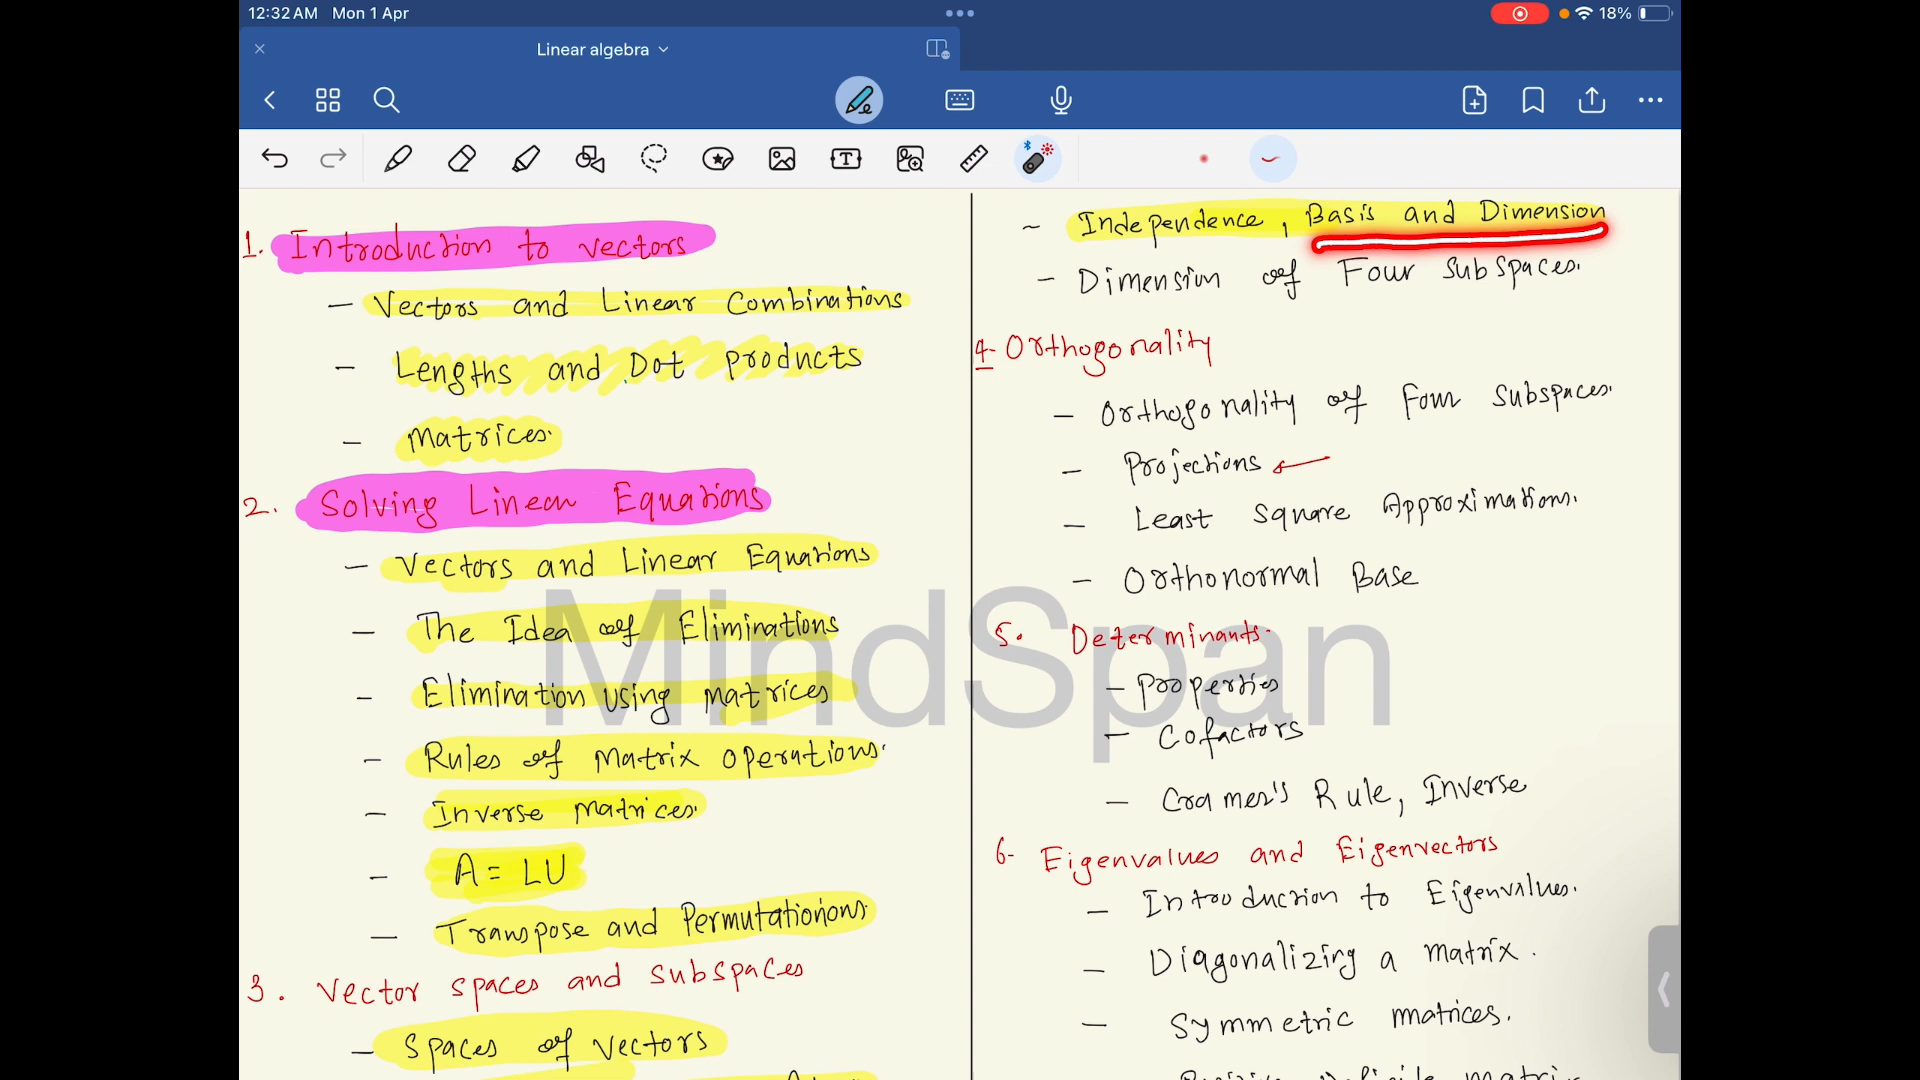 12:32 AM Mon 1 Apr
18%
Linear algebra
1. Introduction to vectors
— Vectors and Linear Combinations
— Lengths and Dot products
— Matrices.
2. Solving Linear Equations
— Vectors and Linear Equations
— The Idea of Eliminations
— Elimination using matrices
— Rules of Matrix operations.
— Inverse Matrices.
— A = LU
— Transpose and Permutationons.
3. Vector spaces and subspaces
— Spaces of vectors
~ Independence, Basis and Dimension
— Dimension of Four Subspaces.
4- Orthogonality
— Orthogonality of Four Subspaces.
— Projections
— Least Square Approximations.
— Orthonormal Base
5. Determinants.
— Properties
— Cofactors
— Cramer's Rule, Inverse
6- Eigenvalues and Eigenvectors
— Introduction to Eigenvalues.
— Diagonalizing a matrix.
— Symmetric matrices.
MindSpan